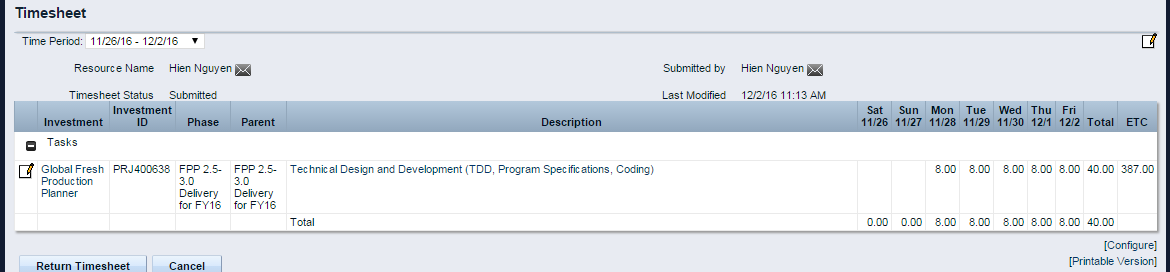 Timesheet
Time Period: 11/26/16 - 12/2/16
Resource Name Hien Nguyen Submitted by Hien Nguyen
Timesheet Status Submitted Last Modified 12/2/16 11:13 AM
Investment Sat Sun Mon Tue Wed Thu Fri
Investment ID Phase Parent Description 11/26 11/27 11/28 11/29 11/30 12/1 12/2 Total ETC
Tasks
Global Fresh PRJ400638 FPP 2.5- FPP 2.5- Technical Design and Development (TDD, Program Specifications, Coding) 8.00 8.00 8.00 8.00 8.00 40.00 387.00
Production 3.0 3.0
Planner Delivery Delivery
for FY16 for FY16
Total 0.00 0.00 8.00 8.00 8.00 8.00 8.00 40.00
[Configure]
[Printable Version]
Return Timesheet Cancel